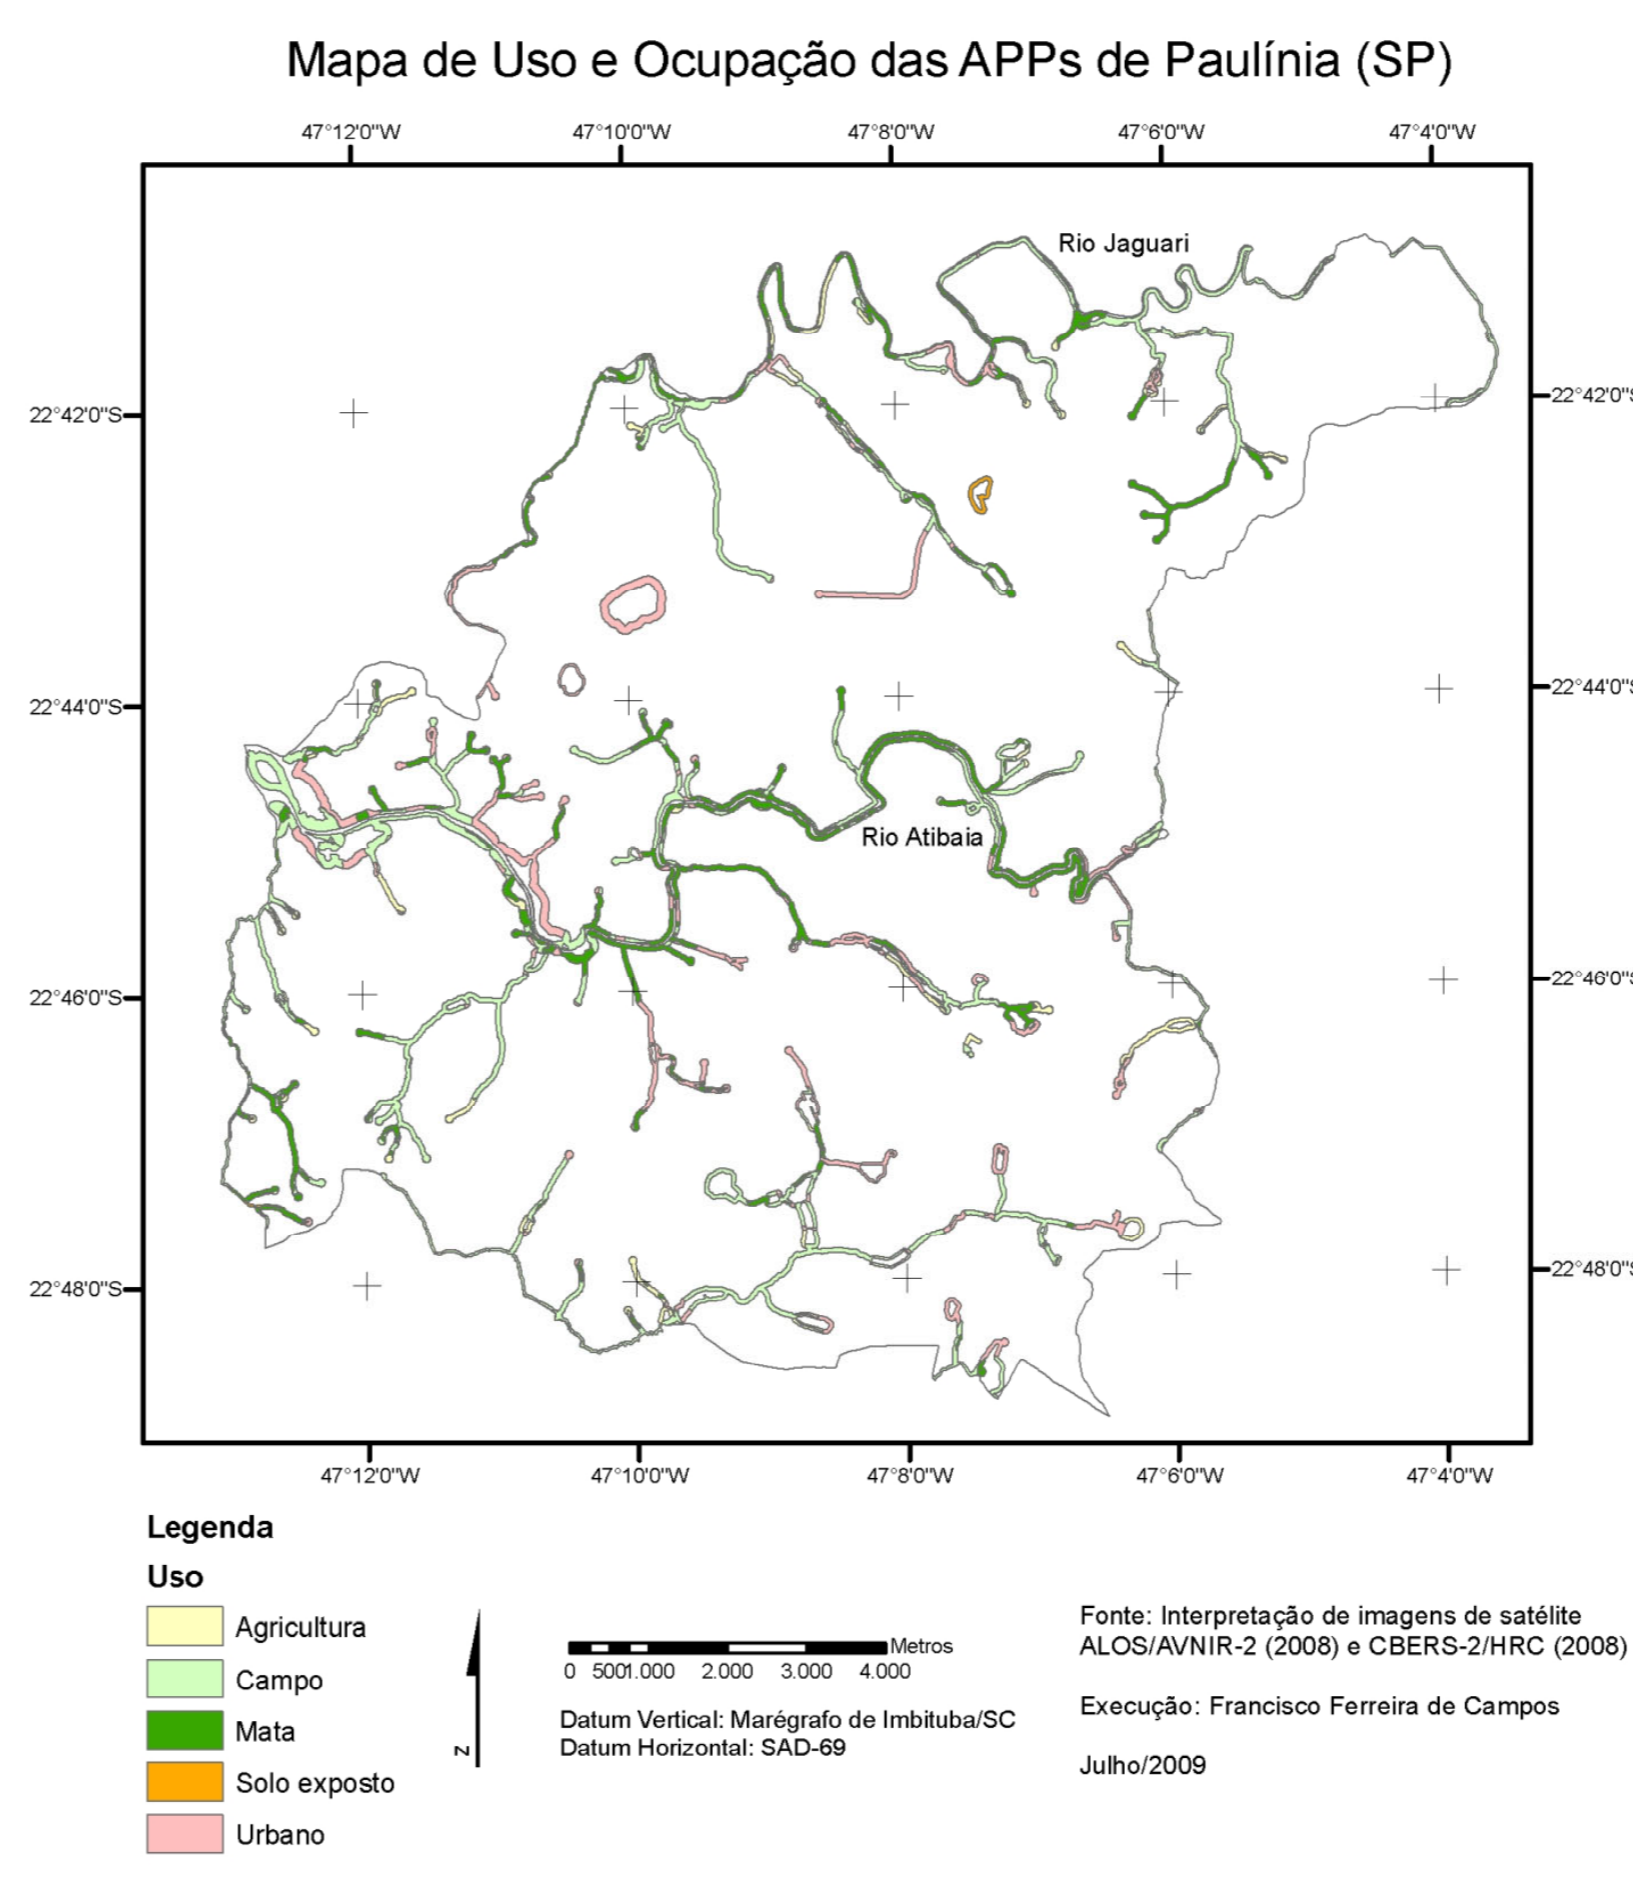 Mapa de Uso e Ocupação das APPs de Paulínia (SP)
47°12'0"W 47°10'0"W 47°8'0"W 47°6'0"W 47°4'0"W
Rio Jaguari
22°42'0"S 22°42'0"S
22°44'0"S 22°44'0"S
Rio Atibaia
22°46'0"S 22°46'0"S
22°48'0"S 22°48'0"S
47°12'0"W 47°10'0"W 47°8'0"W 47°6'0"W 47°4'0"W
Legenda
Uso
Agricultura
Campo
Mata
Solo exposto
Urbano
N
Metros
0 500 1.000 2.000 3.000 4.000
Datum Vertical: Marégrafo de Imbituba/SC
Datum Horizontal: SAD-69
Fonte: Interpretação de imagens de satélite
ALOS/AVNIR-2 (2008) e CBERS-2/HRC (2008)
Execução: Francisco Ferreira de Campos
Julho/2009